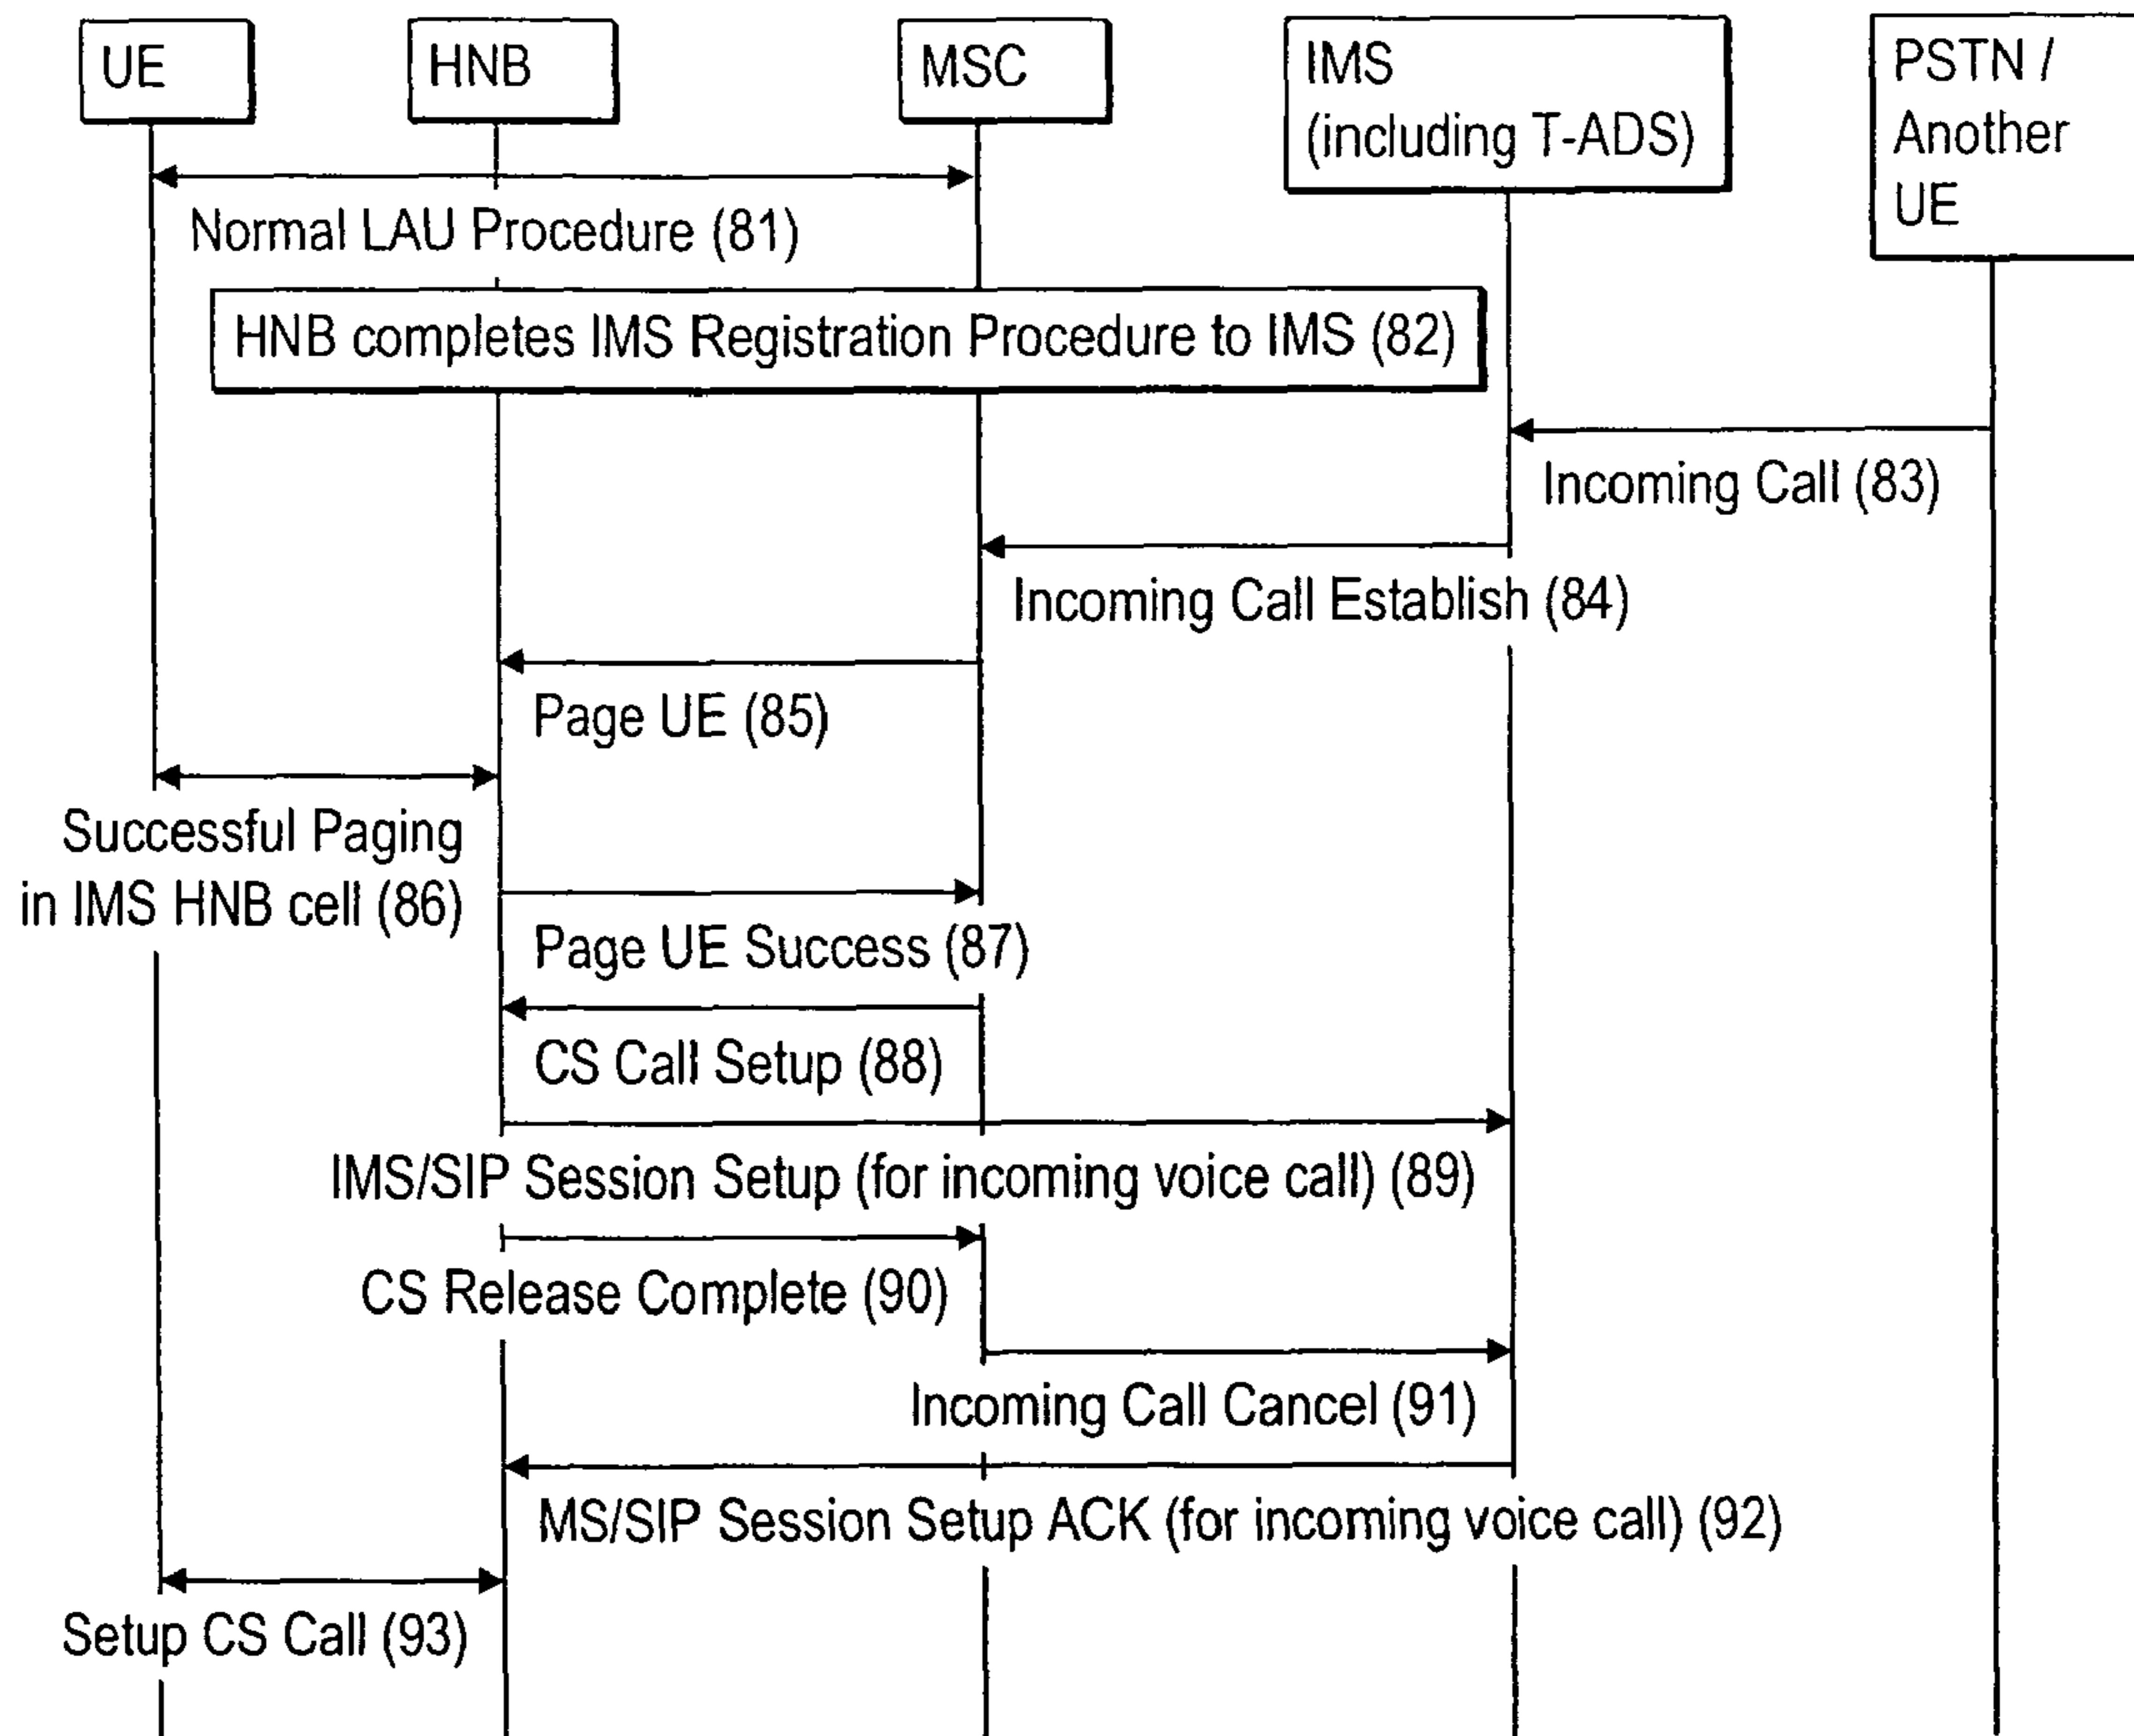 UE
HNB
MSC
IMS
(including T-ADS)
PSTN /
Another
UE
Normal LAU Procedure (81)
HNB completes IMS Registration Procedure to IMS (82)
Incoming Call (83)
Incoming Call Establish (84)
Page UE (85)
Successful Paging
in IMS HNB cell (86)
Page UE Success (87)
CS Call Setup (88)
IMS/SIP Session Setup (for incoming voice call) (89)
CS Release Complete (90)
Incoming Call Cancel (91)
MS/SIP Session Setup ACK (for incoming voice call) (92)
Setup CS Call (93)